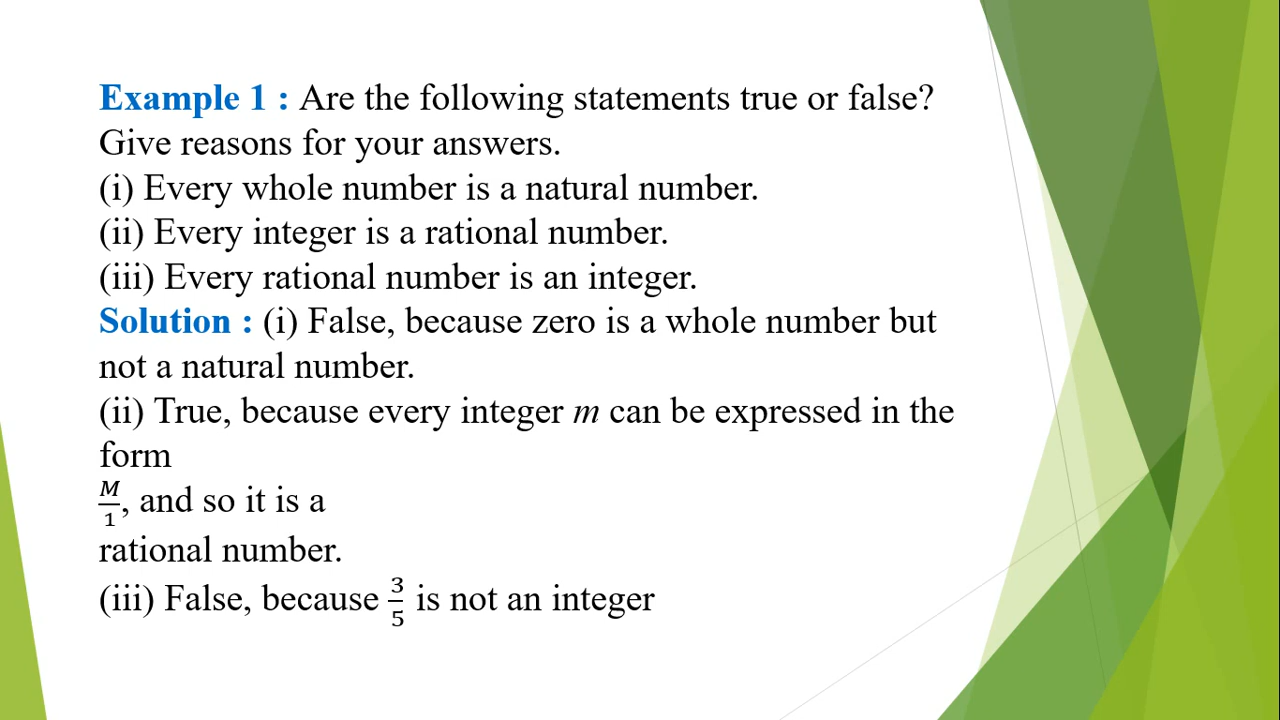 Example 1 : Are the following statements true or false?
Give reasons for your answers.
(i) Every whole number is a natural number.
(ii) Every integer is a rational number.
(iii) Every rational number is an integer.
Solution : (i) False, because zero is a whole number but
not a natural number.
(ii) True, because every integer m can be expressed in the
form
M/1, and so it is a
rational number.
(iii) False, because 3/5 is not an integer